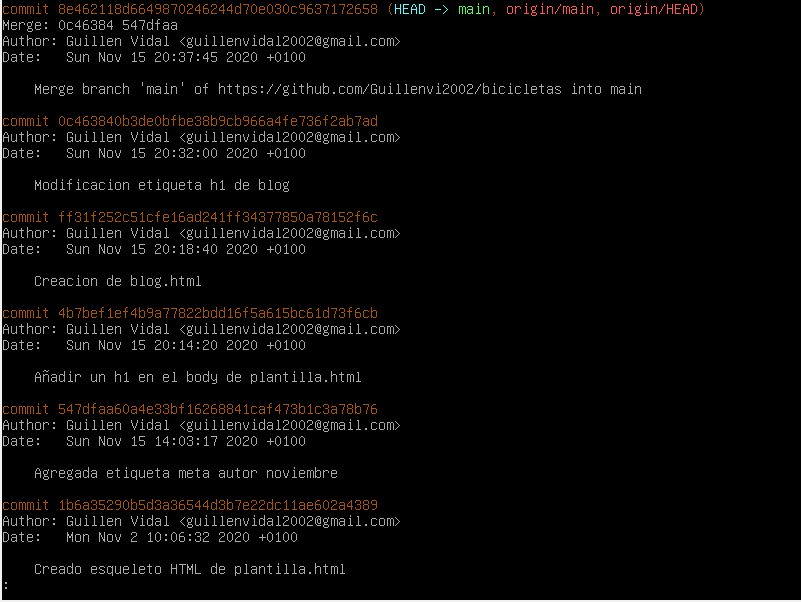 commit 8e462118d6649870246244d70e030c9637172658 (HEAD -> main, origin/main, origin/HEAD)
Merge: 0c46384 547dfaa
Author: Guillen Vidal <guillenvidal2002@gmail.com>
Date:   Sun Nov 15 20:37:45 2020 +0100
    Merge branch 'main' of https://github.com/Guillenvi2002/bicicletas into main
commit 0c463840b3de0bfbe38b9cb966a4fe736f2ab7ad
Author: Guillen Vidal <guillenvidal2002@gmail.com>
Date:   Sun Nov 15 20:32:00 2020 +0100
    Modificacion etiqueta h1 de blog
commit ff31f252c51cfe16ad241ff34377850a78152f6c
Author: Guillen Vidal <guillenvidal2002@gmail.com>
Date:   Sun Nov 15 20:18:40 2020 +0100
    Creacion de blog.html
commit 4b7bef1ef4b9a77822bdd16f5a615bc61d73f6cb
Author: Guillen Vidal <guillenvidal2002@gmail.com>
Date:   Sun Nov 15 20:14:20 2020 +0100
    Añadir un h1 en el body de plantilla.html
commit 547dfaa60a4e33bf16268841caf473b1c3a78b76
Author: Guillen Vidal <guillenvidal2002@gmail.com>
Date:   Sun Nov 15 14:03:17 2020 +0100
    Agregada etiqueta meta autor noviembre
commit 1b6a35290b5d3a36544d3b7e22dc11ae602a4389
Author: Guillen Vidal <guillenvidal2002@gmail.com>
Date:   Mon Nov 2 10:06:32 2020 +0100
    Creado esqueleto HTML de plantilla.html
: